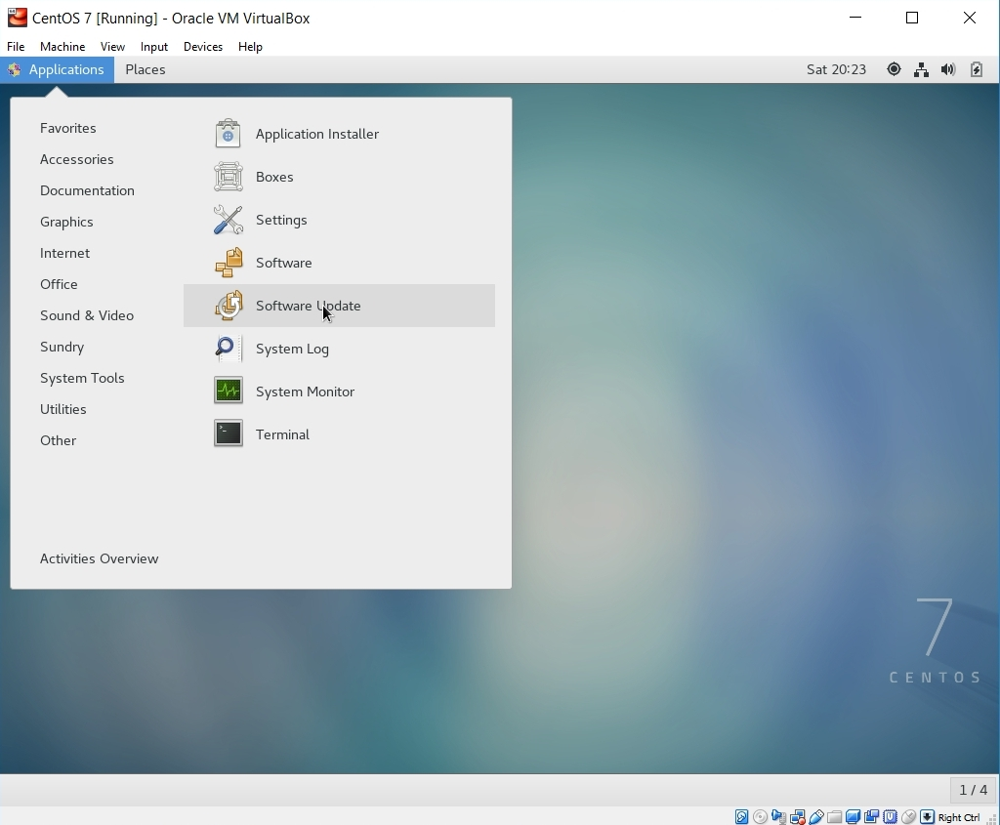 CentOS 7 [Running] - Oracle VM VirtualBox
File Machine View Input Devices Help
Applications Places Sat 20:23
Favorites
Accessories
Documentation
Graphics
Internet
Office
Sound & Video
Sundry
System Tools
Utilities
Other
Activities Overview
Application Installer
Boxes
Settings
Software
Software Update
System Log
System Monitor
Terminal
7
CENTOS
1 / 4
Right Ctrl